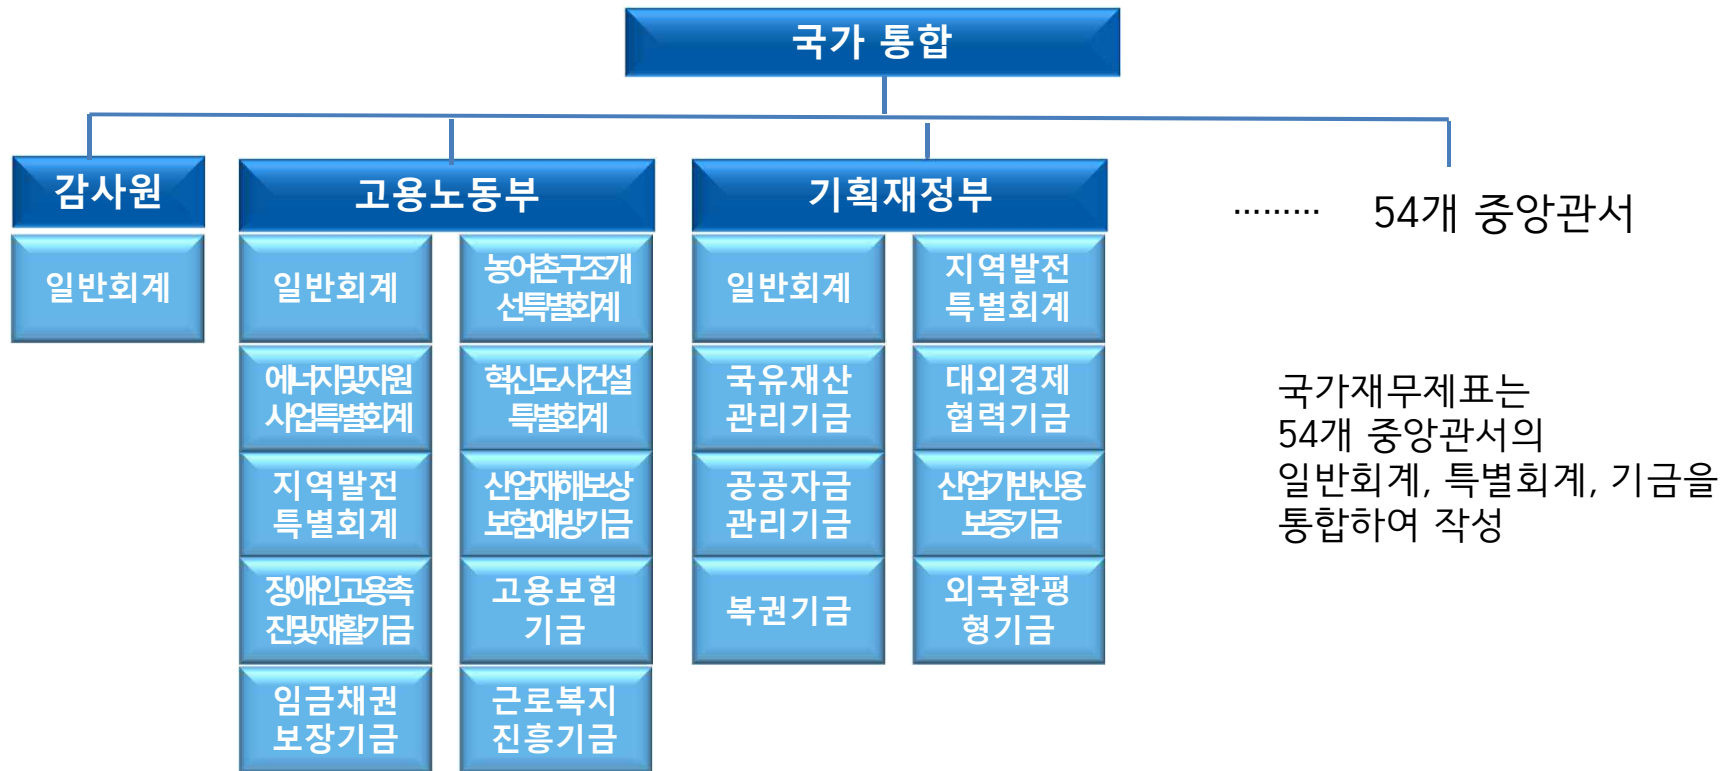 국가 통합
감사원
고용노동부
기획재정부
......... 54개 중앙관서
일반회계
일반회계
농어촌구조개
선특별회계
일반회계
지역발전
특별회계
에너지및자원
사업특별회계
혁신도시건설
특별회계
국유재산
관리기금
대외경제
협력기금
지역발전
특별회계
산업재해보상
보험예방기금
공공자금
관리기금
산업기반신용
보증기금
장애인고용촉
진및재활기금
고용보험
기금
복권기금
외국환평
형기금
임금채권
보장기금
근로복지
진흥기금
국가재무제표는
54개 중앙관서의
일반회계, 특별회계, 기금을
통합하여 작성